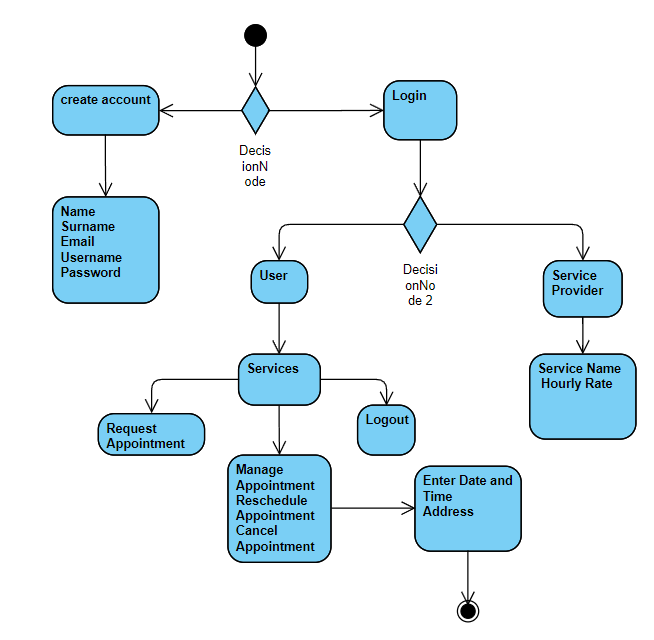 create account
Login
Decis
ionN
ode
Name
Surname
Email
Username
Password
User
Decisi
onNo
de 2
Service
Provider
Services
Service Name
Hourly Rate
Request
Appointment
Logout
Manage
Appointment
Reschedule
Appointment
Cancel
Appointment
Enter Date and
Time
Address